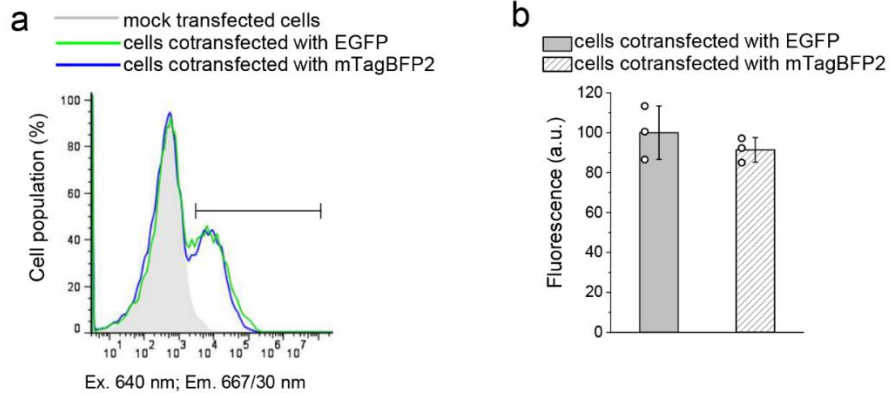 a
mock transfected cells
cells cotransfected with EGFP
cells cotransfected with mTagBFP2
Cell population (%)
100
80
60
40
20
0
10¹ 10² 10³ 10⁴ 10⁵ 10⁶ 10⁷
Ex. 640 nm; Em. 667/30 nm
b
cells cotransfected with EGFP
cells cotransfected with mTagBFP2
Fluorescence (a.u.)
120
100
80
60
40
20
0